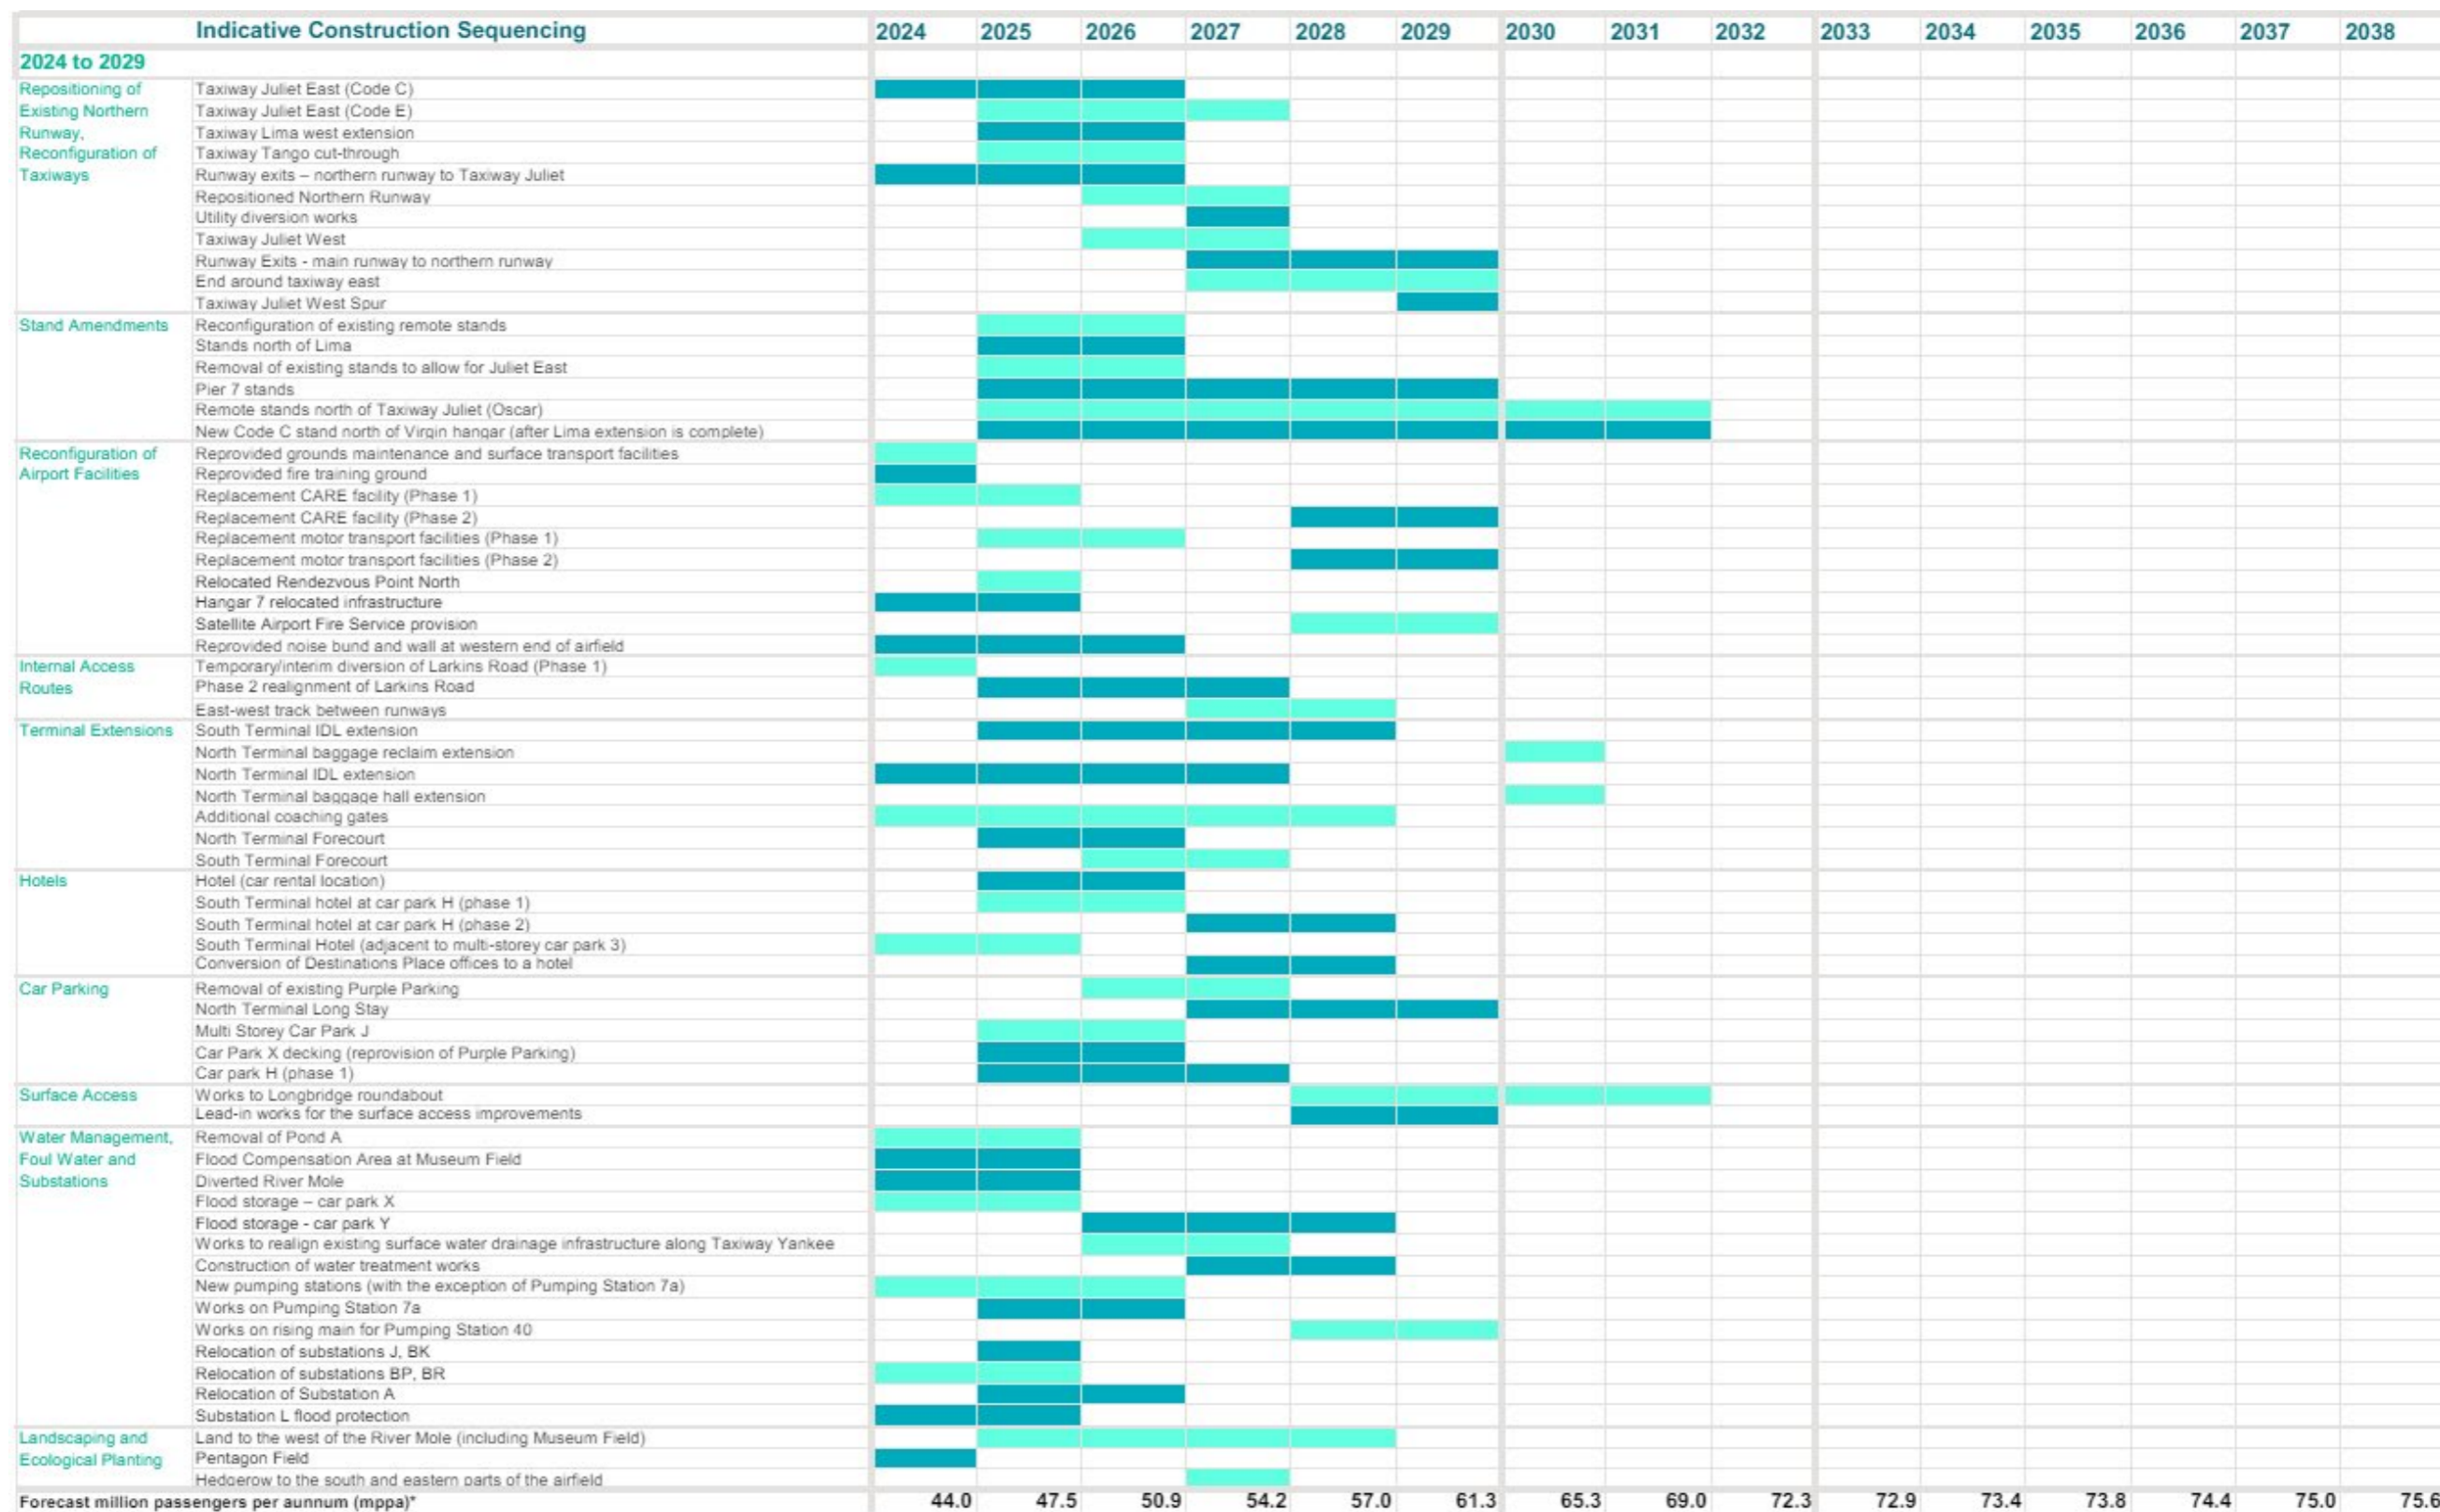 Indicative Construction Sequencing 2024 2025 2026 2027 2028 2029 2030 2031 2032 2033 2034 2035 2036 2037 2038
2024 to 2029
Repositioning of Taxiway Juliet East (Code C)
Existing Northern Taxiway Juliet East (Code E)
Runway, Taxiway Lima west extension
Reconfiguration of Taxiway Tango cut-through
Taxiways Runway exits – northern runway to Taxiway Juliet
Repositioned Northern Runway
Utility diversion works
Taxiway Juliet West
Runway Exits - main runway to northern runway
End around taxiway east
Taxiway Juliet West Spur
Stand Amendments Reconfiguration of existing remote stands
Stands north of Lima
Removal of existing stands to allow for Juliet East
Pier 7 stands
Remote stands north of Taxiway Juliet (Oscar)
New Code C stand north of Virgin hangar (after Lima extension is complete)
Reconfiguration of Reprovided grounds maintenance and surface transport facilities
Airport Facilities Reprovided fire training ground
Replacement CARE facility (Phase 1)
Replacement CARE facility (Phase 2)
Replacement motor transport facilities (Phase 1)
Replacement motor transport facilities (Phase 2)
Relocated Rendezvous Point North
Hangar 7 relocated infrastructure
Satellite Airport Fire Service provision
Reprovided noise bund and wall at western end of airfield
Internal Access Temporary/interim diversion of Larkins Road (Phase 1)
Routes Phase 2 realignment of Larkins Road
East-west track between runways
Terminal Extensions South Terminal IDL extension
North Terminal baggage reclaim extension
North Terminal IDL extension
North Terminal baggage hall extension
Additional coaching gates
North Terminal Forecourt
South Terminal Forecourt
Hotels Hotel (car rental location)
South Terminal hotel at car park H (phase 1)
South Terminal hotel at car park H (phase 2)
South Terminal Hotel (adjacent to multi-storey car park 3)
Conversion of Destinations Place offices to a hotel
Car Parking Removal of existing Purple Parking
North Terminal Long Stay
Multi Storey Car Park J
Car Park X decking (reprovision of Purple Parking)
Car park H (phase 1)
Surface Access Works to Longbridge roundabout
Lead-in works for the surface access improvements
Water Management, Removal of Pond A
Foul Water and Flood Compensation Area at Museum Field
Substations Diverted River Mole
Flood storage – car park X
Flood storage - car park Y
Works to realign existing surface water drainage infrastructure along Taxiway Yankee
Construction of water treatment works
New pumping stations (with the exception of Pumping Station 7a)
Works on Pumping Station 7a
Works on rising main for Pumping Station 40
Relocation of substations J, BK
Relocation of substations BP, BR
Relocation of Substation A
Substation L flood protection
Landscaping and Land to the west of the River Mole (including Museum Field)
Ecological Planting Pentagon Field
Hedgerow to the south and eastern parts of the airfield
Forecast million passengers per aunnum (mppa)* 44.0 47.5 50.9 54.2 57.0 61.3 65.3 69.0 72.3 72.9 73.4 73.8 74.4 75.0 75.6